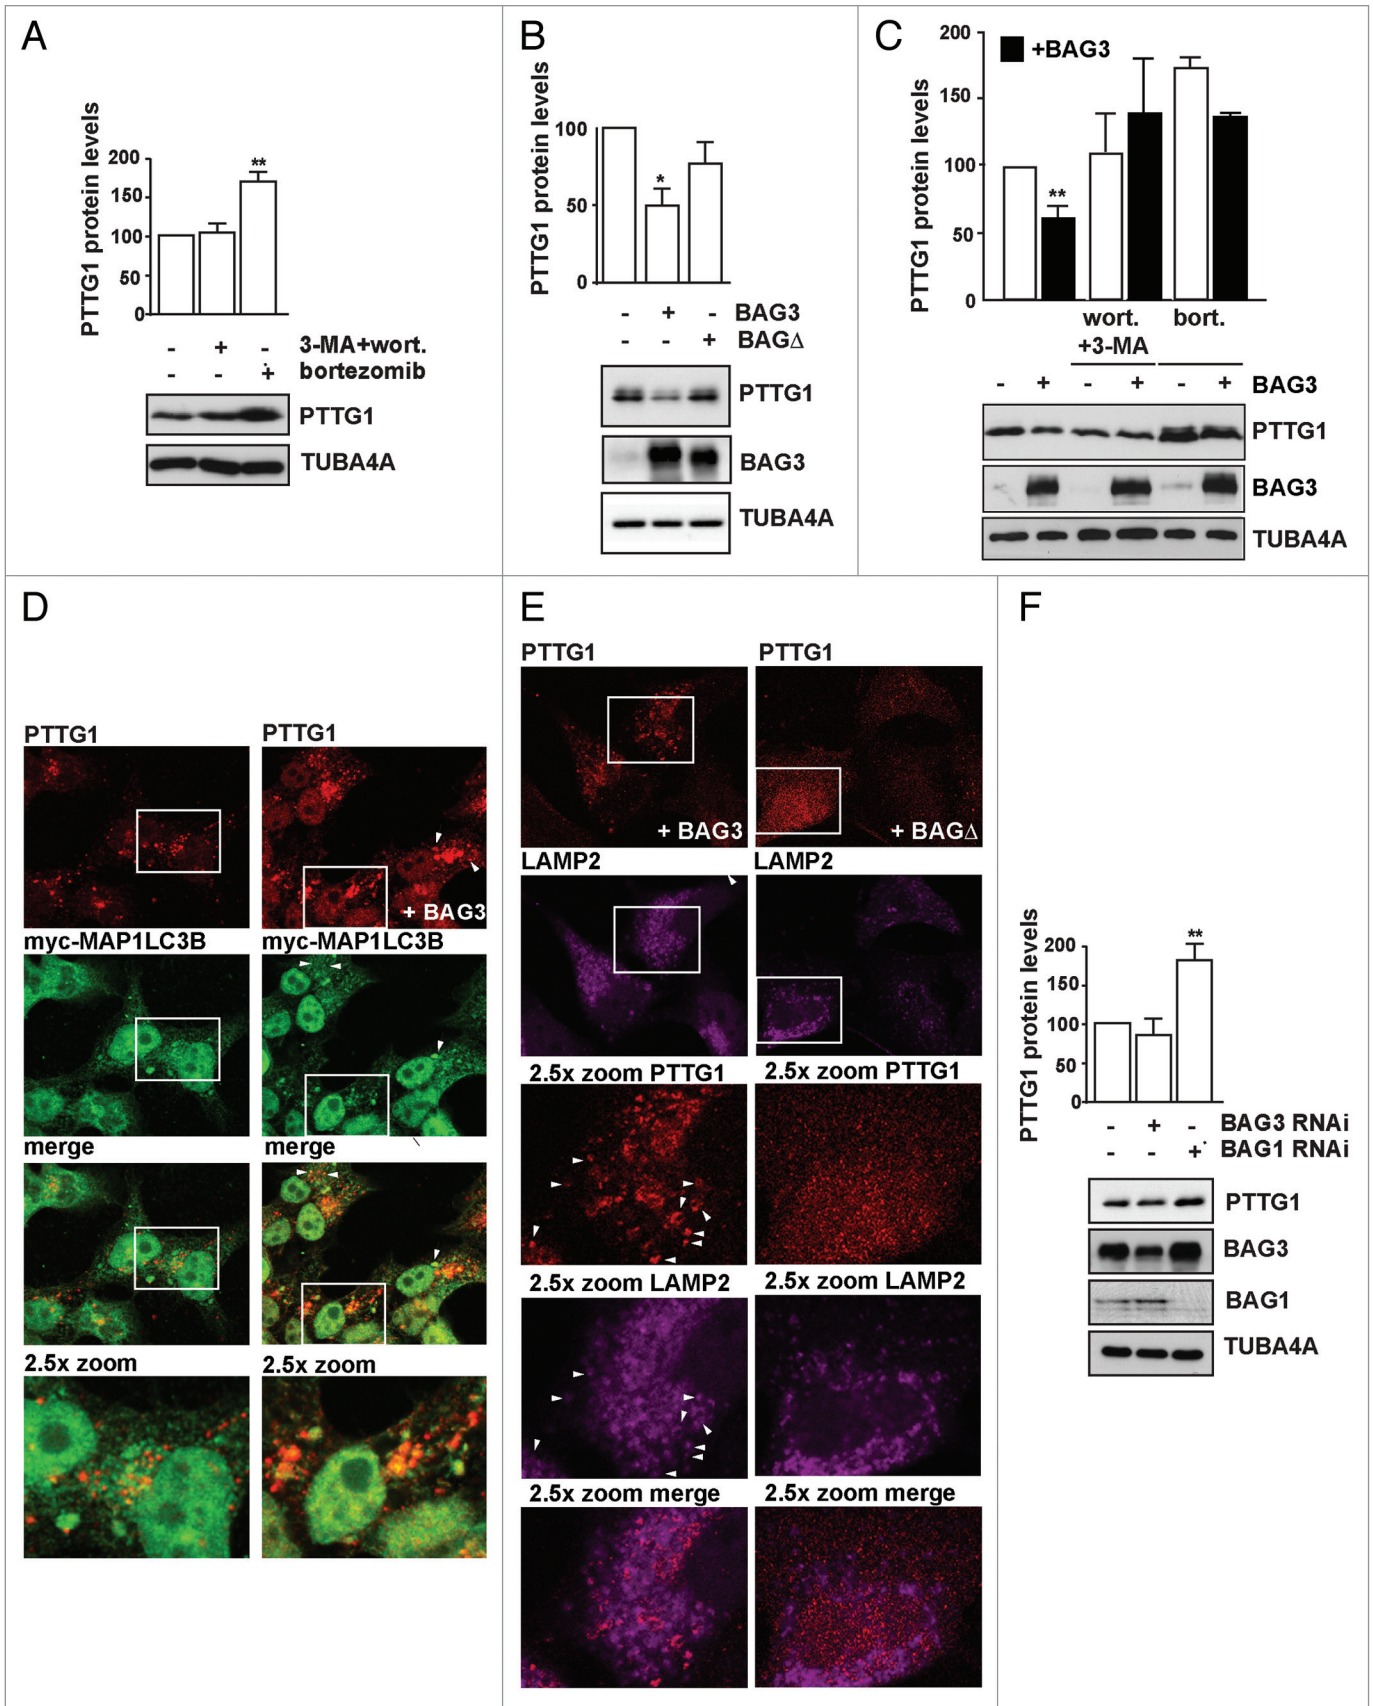 A
PTTG1 protein levels
200
150
100
50
0
**
- + - 3-MA+wort.
- - + bortezomib
PTTG1
TUBA4A
B
PTTG1 protein levels
100
50
0
*
- + - BAG3
- - + BAGΔ
PTTG1
BAG3
TUBA4A
C
PTTG1 protein levels
200
150
100
50
0
+BAG3
**
wort. bort.
+3-MA
- + - + - + BAG3
PTTG1
BAG3
TUBA4A
D
PTTG1 PTTG1
+ BAG3
myc-MAP1LC3B myc-MAP1LC3B
merge merge
2.5x zoom 2.5x zoom
E
PTTG1 PTTG1
+ BAG3 + BAGΔ
LAMP2 LAMP2
2.5x zoom PTTG1 2.5x zoom PTTG1
2.5x zoom LAMP2 2.5x zoom LAMP2
2.5x zoom merge 2.5x zoom merge
F
PTTG1 protein levels
200
150
100
50
0
**
- + - BAG3 RNAi
- - + BAG1 RNAi
PTTG1
BAG3
BAG1
TUBA4A